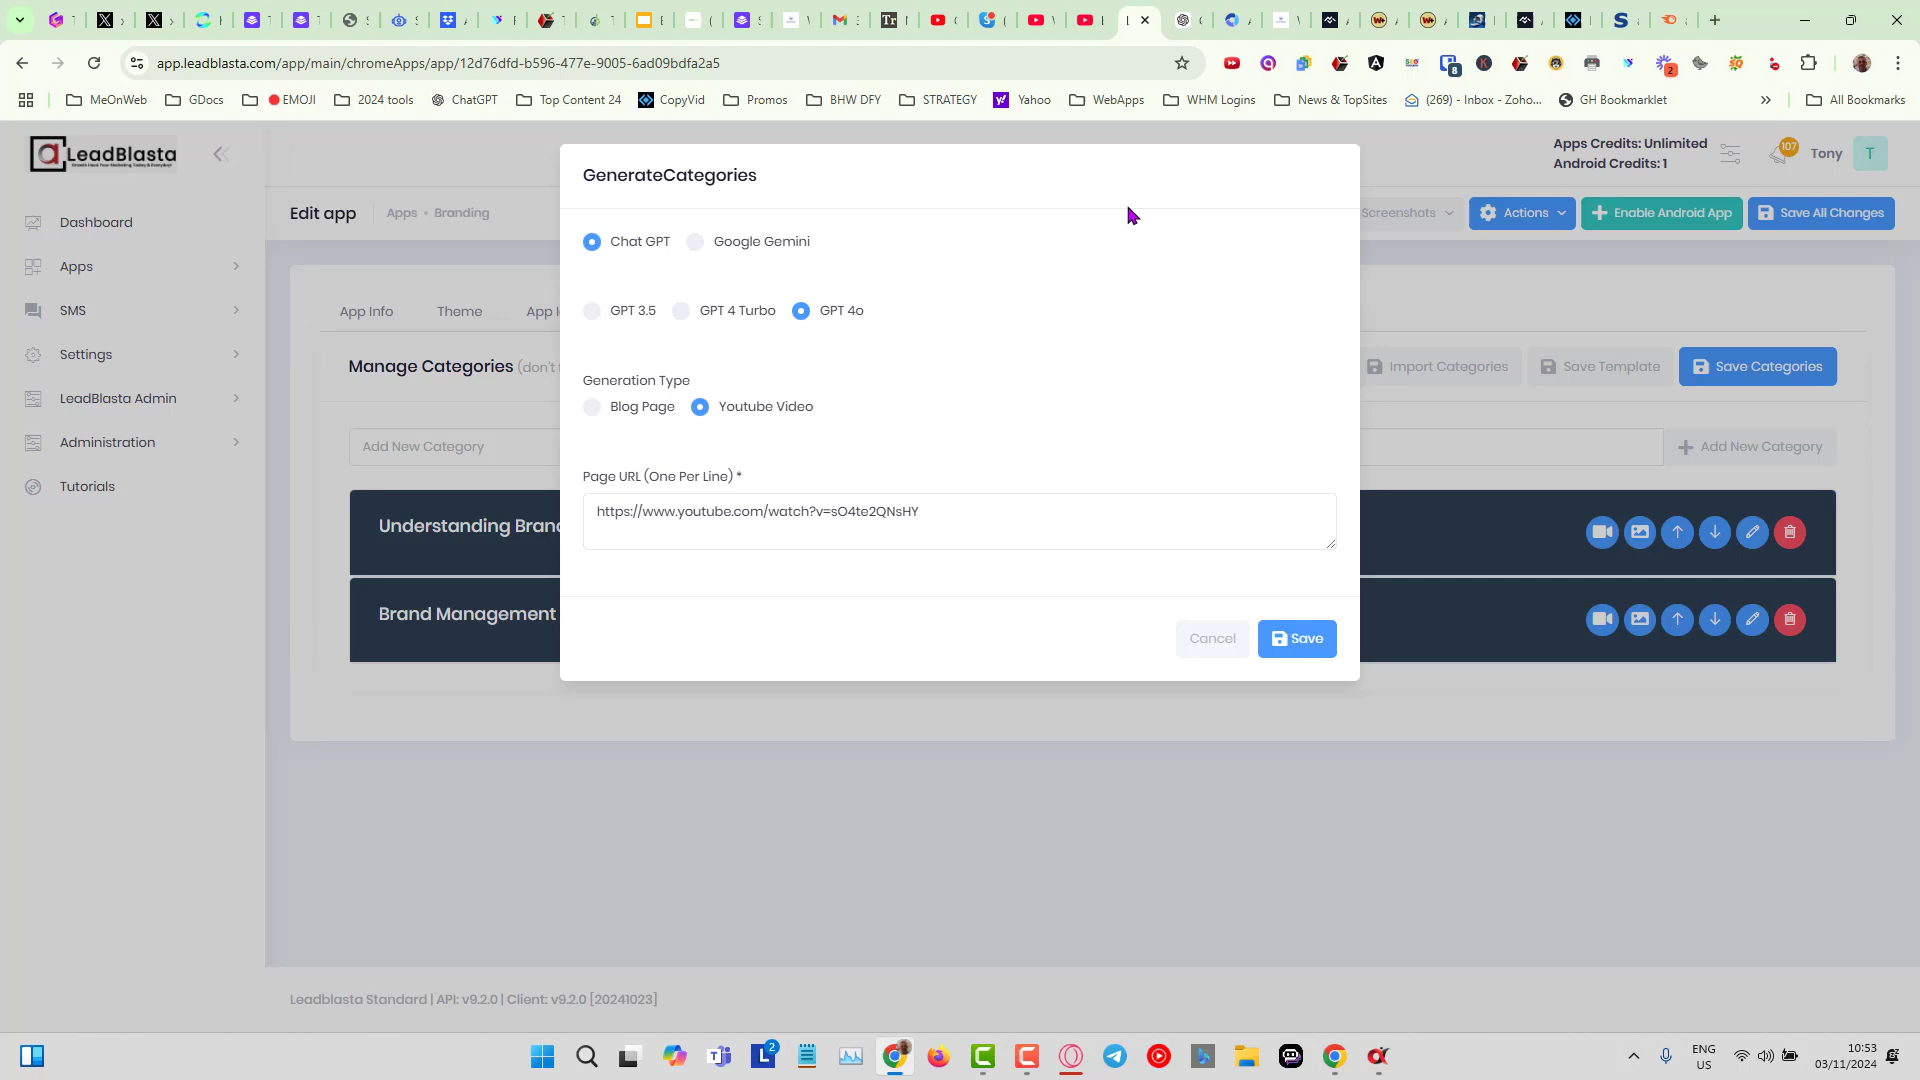 app.leadblasta.com/app/main/chromeApps/app/12d76dfd-b596-477e-9005-6ad09bdfa2a5
MeOnWeb
GDocs
EMOJI
2024 tools
ChatGPT
Top Content 24
CopyVid
Promos
BHW DFY
STRATEGY
Yahoo
WebApps
WHM Logins
News & TopSites
(269) - Inbox - Zoho...
GH Bookmarklet
All Bookmarks
LeadBlasta
Apps Credits: Unlimited
Android Credits: 1
107
Tony
T
Edit app
Apps • Branding
Screenshots
Actions
Enable Android App
Save All Changes
Dashboard
Apps
SMS
Settings
LeadBlasta Admin
Administration
Tutorials
App Info
Theme
Manage Categories
Import Categories
Save Template
Save Categories
Add New Category
Add New Category
Understanding
Brand Management
GenerateCategories
Chat GPT
Google Gemini
GPT 3.5
GPT 4 Turbo
GPT 4o
Generation Type
Blog Page
Youtube Video
Page URL (One Per Line) *
https://www.youtube.com/watch?v=sO4te2QNsHY
Cancel
Save
Leadblasta Standard | API: v9.2.0 | Client: v9.2.0 [20241023]
ENG
US
10:53
03/11/2024